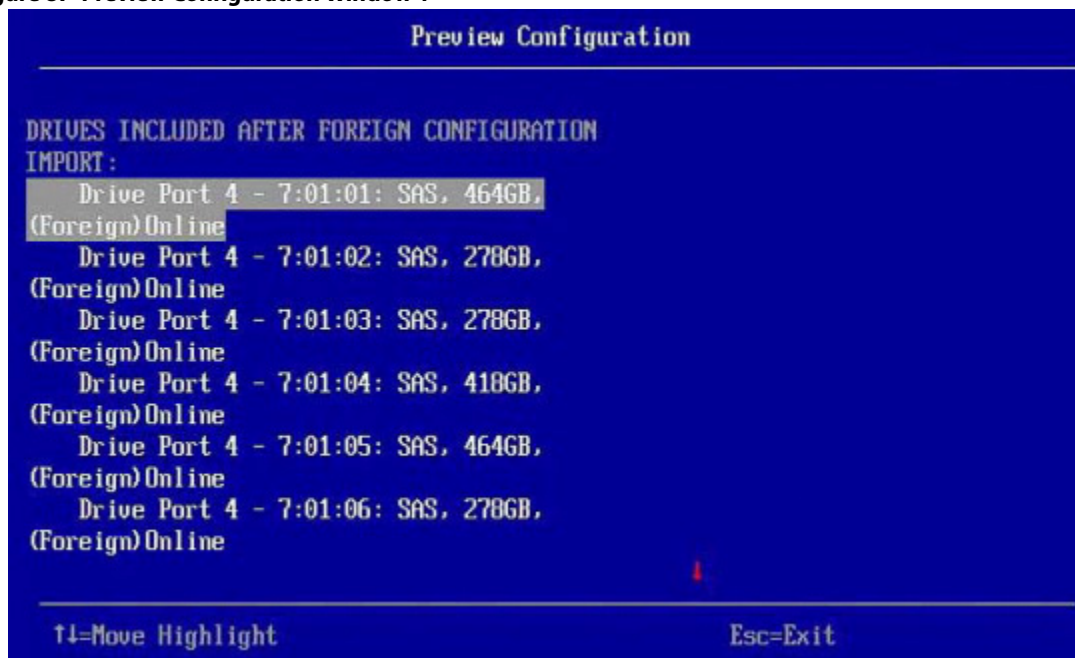 Preview Configuration
DRIVES INCLUDED AFTER FOREIGN CONFIGURATION
IMPORT:
Drive Port 4 - 7:01:01: SAS, 464GB,
(Foreign)Online
Drive Port 4 - 7:01:02: SAS, 278GB,
(Foreign)Online
Drive Port 4 - 7:01:03: SAS, 278GB,
(Foreign)Online
Drive Port 4 - 7:01:04: SAS, 418GB,
(Foreign)Online
Drive Port 4 - 7:01:05: SAS, 464GB,
(Foreign)Online
Drive Port 4 - 7:01:06: SAS, 278GB,
(Foreign)Online
↓
↑↓=Move Highlight Esc=Exit